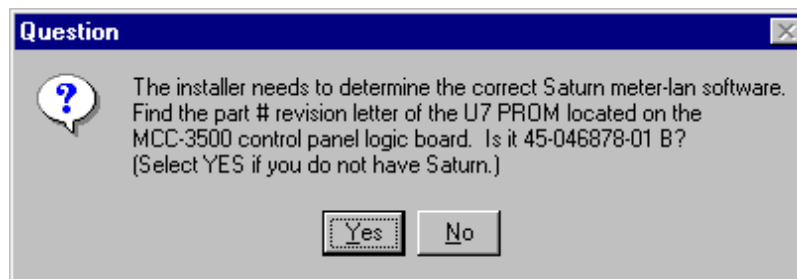 Question
The installer needs to determine the correct Saturn meter-lan software.
Find the part # revision letter of the U7 PROM located on the
MCC-3500 control panel logic board.  Is it 45-046878-01 B?
(Select YES if you do not have Saturn.)
Yes
No